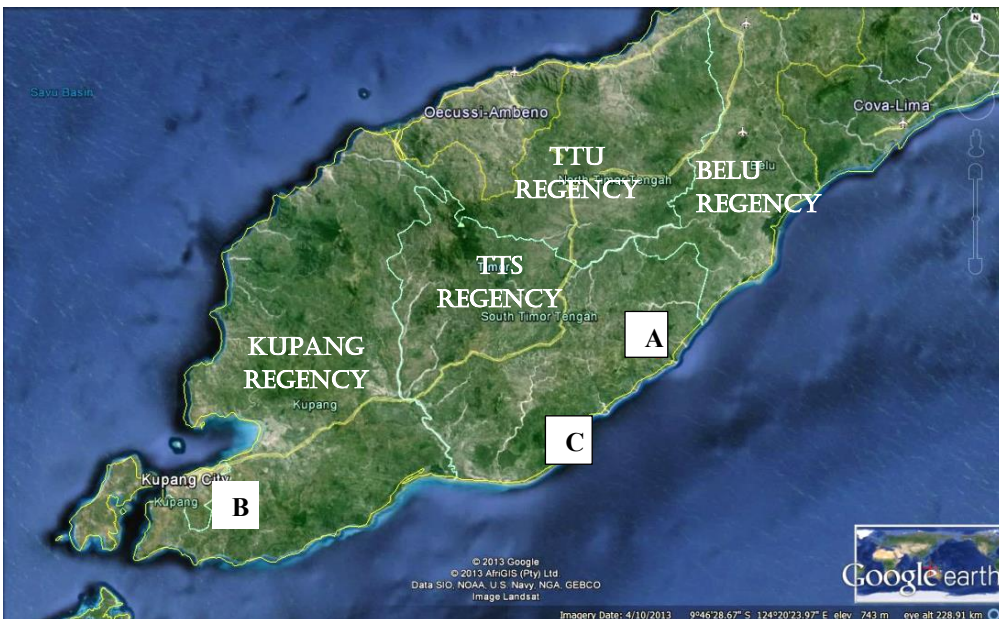 N
Savu Basin
Oecussi-Ambeno
Cova-Lima
TTU
REGENCY
North Timor Tengah
BELU
REGENCY
Belu
TTS
REGENCY
Timor
South Timor Tengah
A
KUPANG
REGENCY
Kupang
C
Kupang City
Kupang
B
© 2013 Google
© 2013 AfriGIS (Pty) Ltd
Data SIO, NOAA, U.S. Navy, NGA, GEBCO
Image Landsat
Google earth
Imagery Date: 4/10/2013 9°46'28.67" S 124°20'23.97" E elev 743 m eye alt 228.91 km